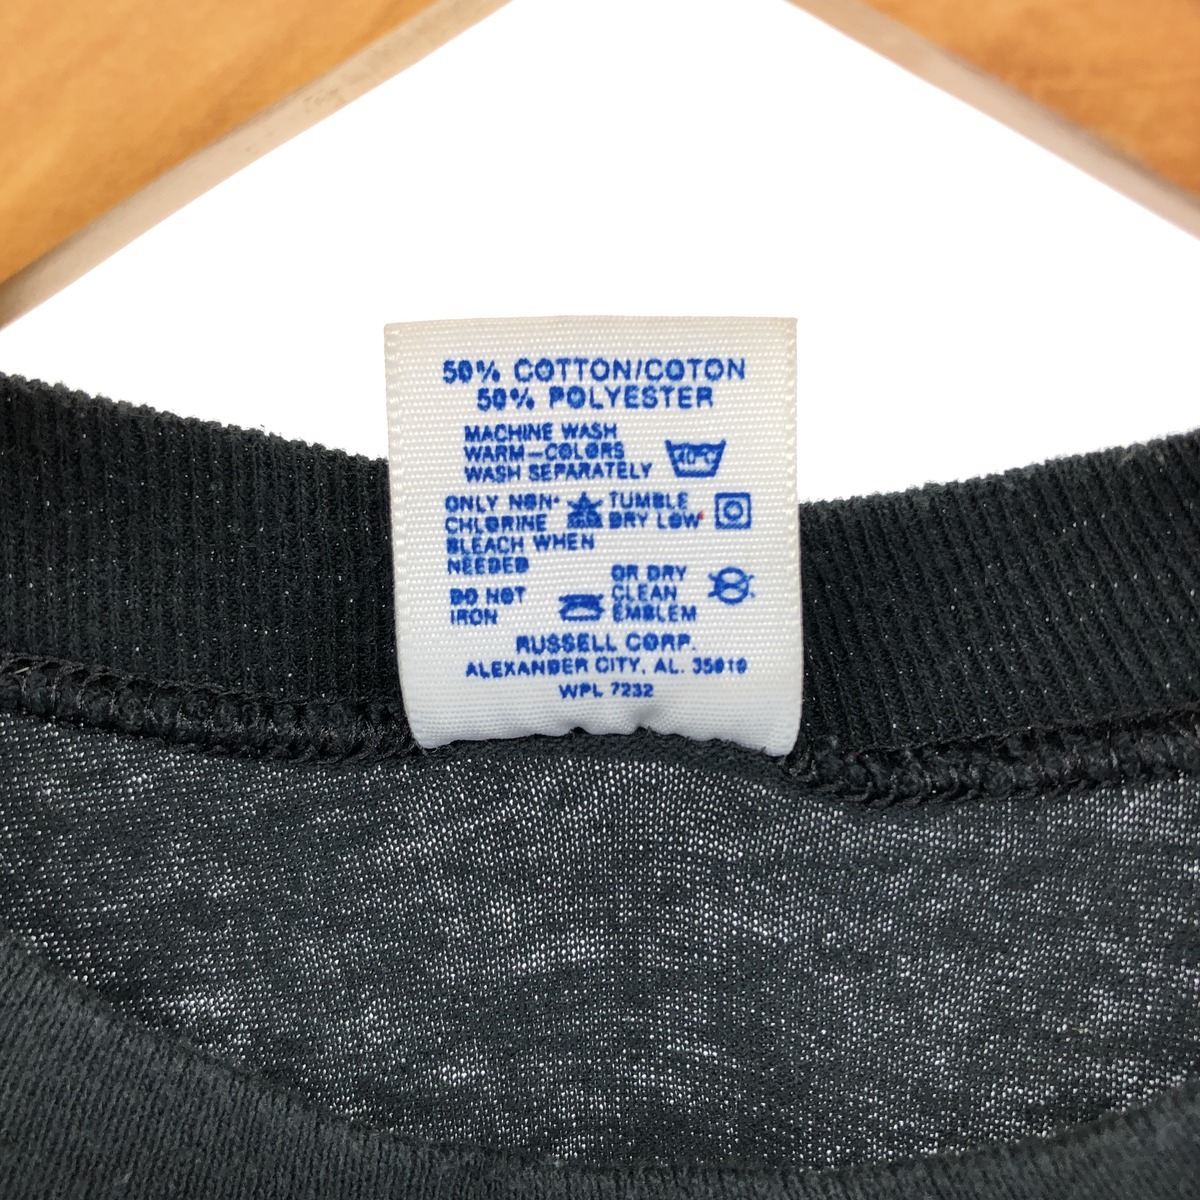 50% COTTON/COTON
50% POLYESTER
MACHINE WASH
WARM-COLORS
WASH SEPARATELY
40°C
ONLY NON-
CHLORINE
BLEACH WHEN
NEEDED
TUMBLE
DRY LOW
DO NOT
IRON
OR DRY
CLEAN
EMBLEM
RUSSELL CORP.
ALEXANDER CITY, AL. 35010
WPL 7232